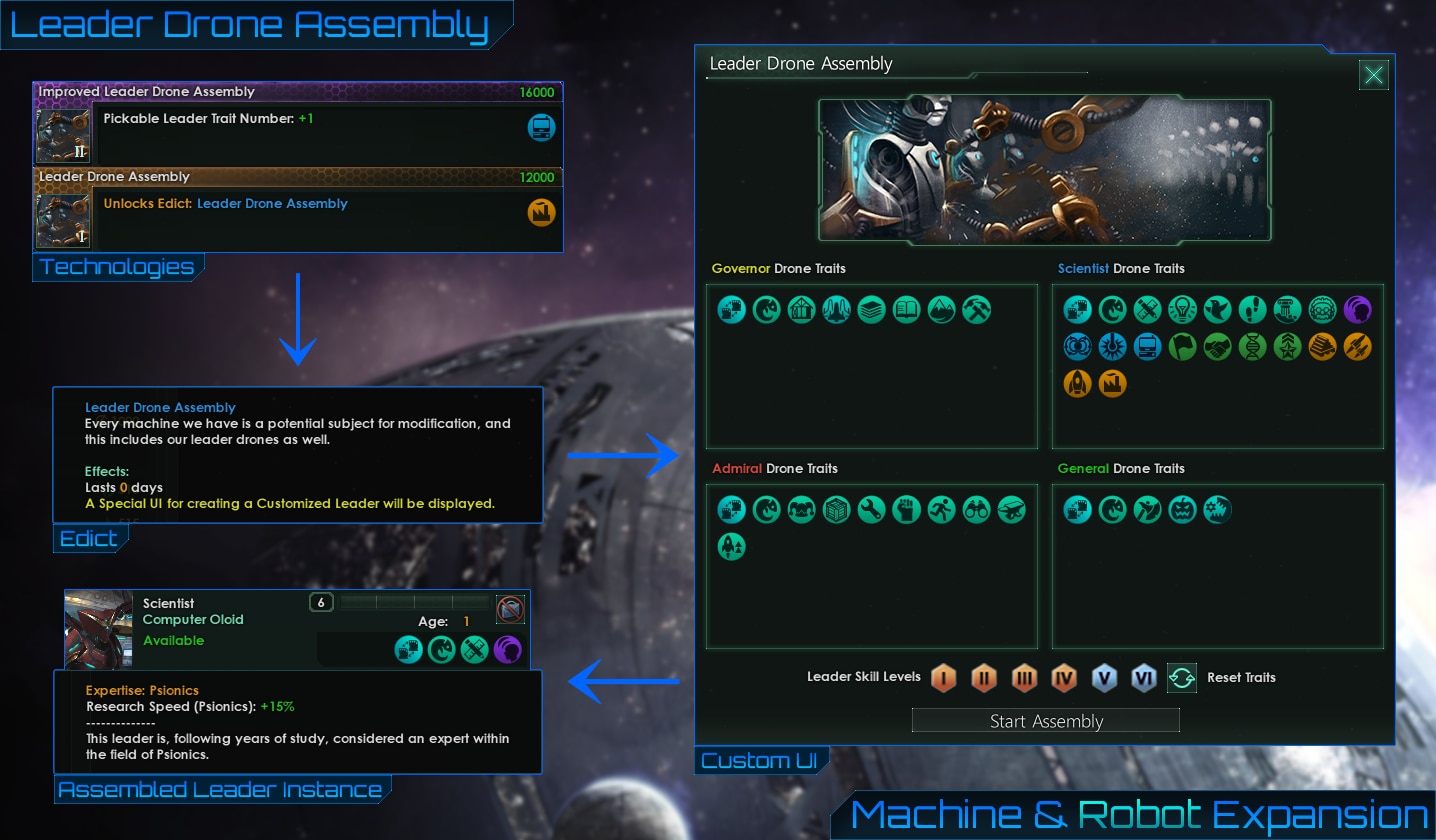 Leader Drone Assembly
Improved Leader Drone Assembly 16000
Pickable Leader Trait Number: +1
II
Leader Drone Assembly 12000
Unlocks Edict: Leader Drone Assembly
I
Technologies
Leader Drone Assembly
Every machine we have is a potential subject for modification, and
this includes our leader drones as well.
Effects:
Lasts 0 days
A Special UI for creating a Customized Leader will be displayed.
Edict
Scientist
6
Computer Oloid
Age: 1
Available
Expertise: Psionics
Research Speed (Psionics): +15%
--------------
This leader is, following years of study, considered an expert within
the field of Psionics.
Assembled Leader Instance
Leader Drone Assembly
Governor Drone Traits
Scientist Drone Traits
Admiral Drone Traits
General Drone Traits
Leader Skill Levels I II III IV V VI Reset Traits
Start Assembly
Custom UI
Machine & Robot Expansion